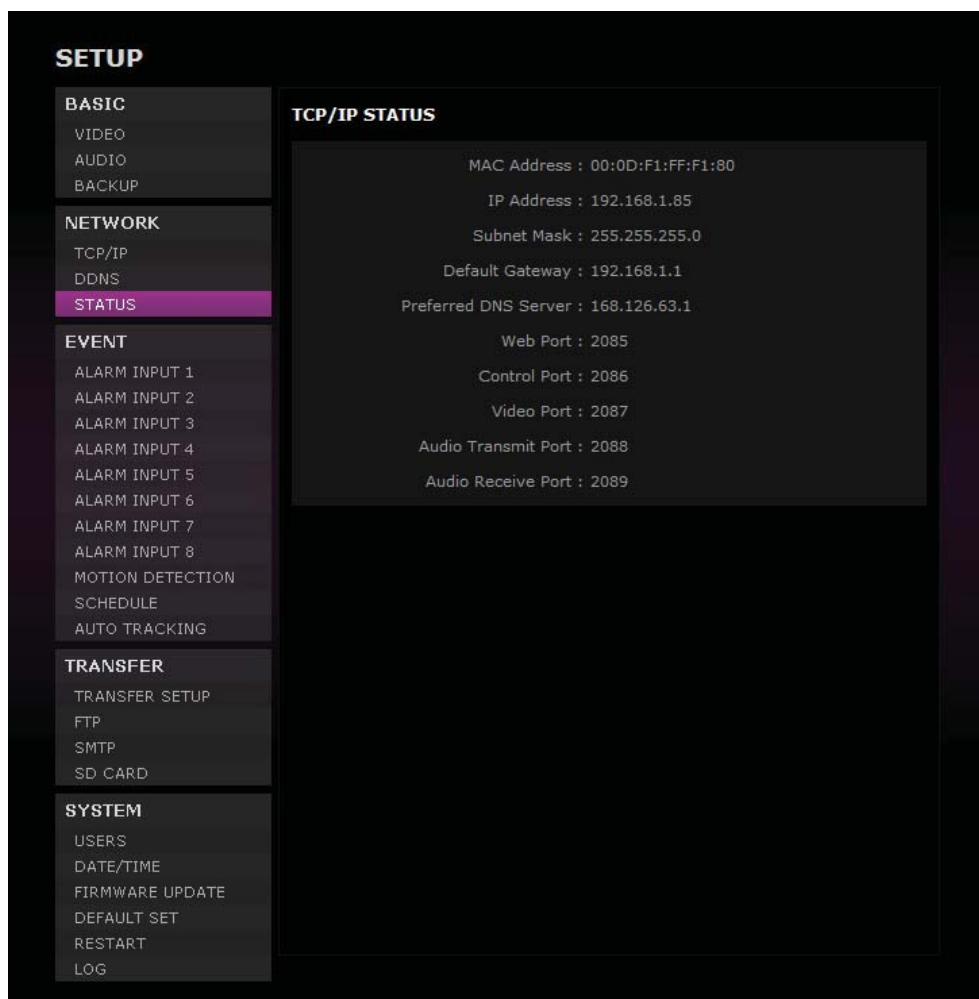 SETUP
BASIC
VIDEO
AUDIO
BACKUP
NETWORK
TCP/IP
DDNS
STATUS
EVENT
ALARM INPUT 1
ALARM INPUT 2
ALARM INPUT 3
ALARM INPUT 4
ALARM INPUT 5
ALARM INPUT 6
ALARM INPUT 7
ALARM INPUT 8
MOTION DETECTION
SCHEDULE
AUTO TRACKING
TRANSFER
TRANSFER SETUP
FTP
SMTP
SD CARD
SYSTEM
USERS
DATE/TIME
FIRMWARE UPDATE
DEFAULT SET
RESTART
LOG
TCP/IP STATUS
MAC Address : 00:0D:F1:FF:F1:80
IP Address : 192.168.1.85
Subnet Mask : 255.255.255.0
Default Gateway : 192.168.1.1
Preferred DNS Server : 168.126.63.1
Web Port : 2085
Control Port : 2086
Video Port : 2087
Audio Transmit Port : 2088
Audio Receive Port : 2089